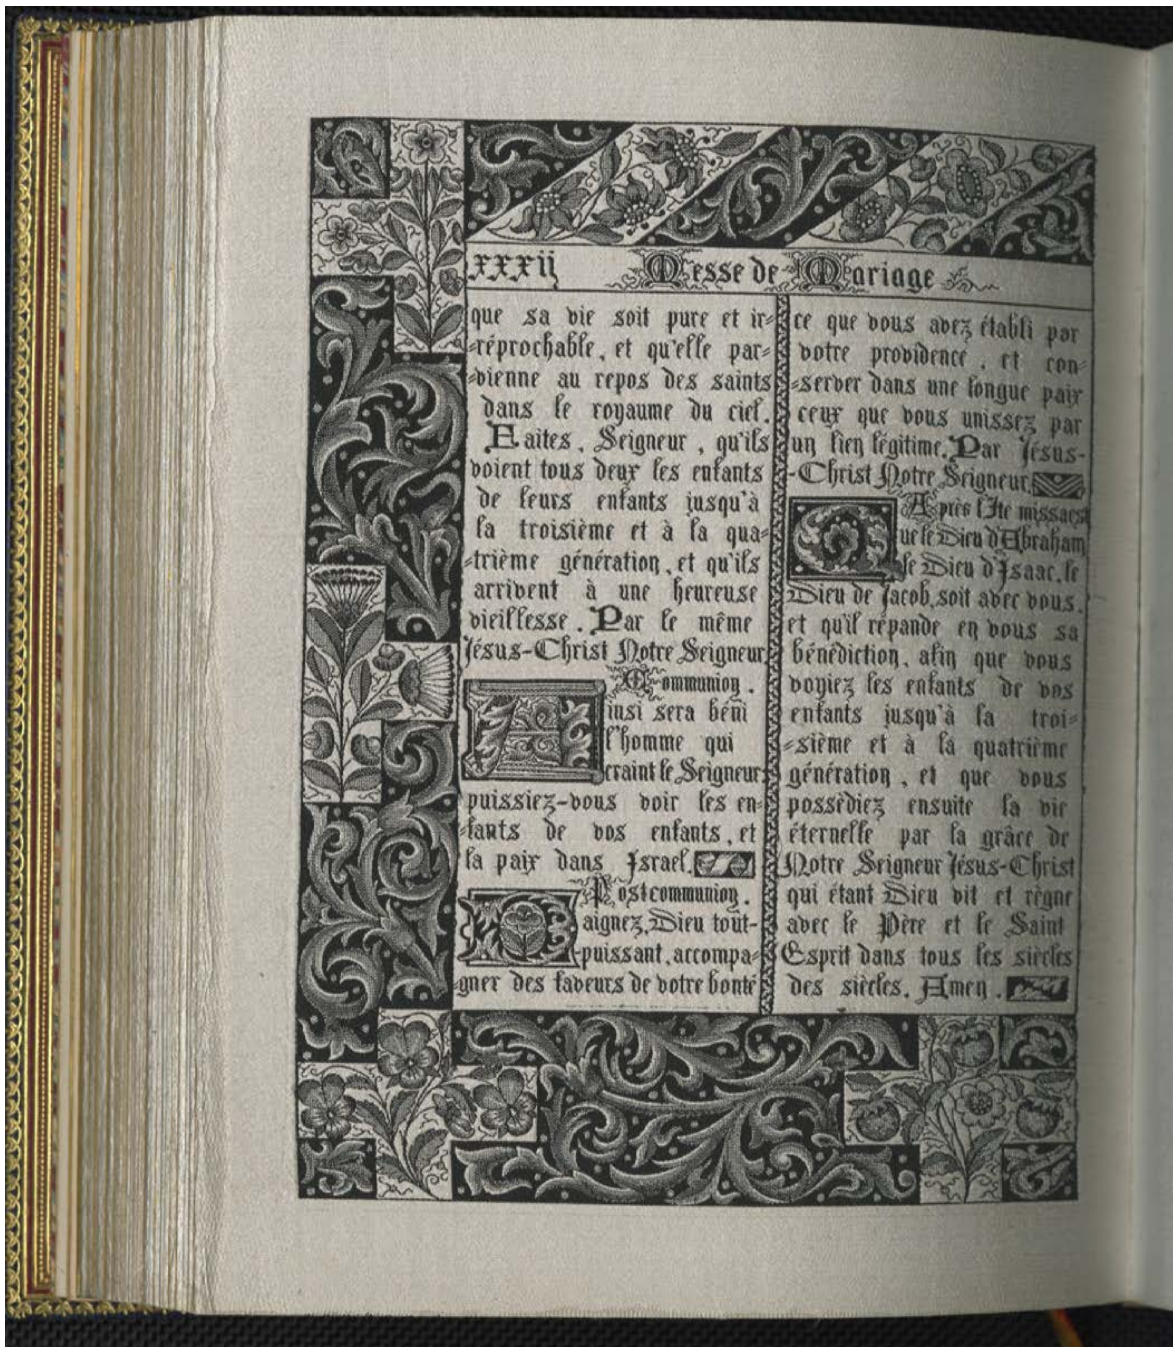 xxxij Messe de Mariage
que sa vie soit pure et ir-
-réprochable, et qu'elle par-
-vienne au repos des saints
dans le royaume du ciel.
Faites, Seigneur, qu'ils
voient tous deux les enfants
de leurs enfants jusqu'à
la troisième et à la qua-
-trième génération, et qu'ils
arrivent à une heureuse
vieillesse. Par le même
Jésus-Christ Notre Seigneur
Communion.
Ainsi sera béni
l'homme qui
craint le Seigneur:
puissiez-vous voir les en-
-fants de vos enfants, et
la paix dans Israel.
Postcommunion.
Daignez, Dieu tout-
-puissant, accompa-
-gner des faveurs de votre bonté
ce que vous avez établi par
votre providence, et con-
-server dans une longue paix
ceux que vous unissez par
un lien légitime. Par Jésus-
-Christ Notre Seigneur.
Après l'Ite missa est
Que le Dieu d'Abraham
le Dieu d'Isaac, le
Dieu de Jacob, soit avec vous,
et qu'il répande en vous sa
bénédiction, afin que vous
voyiez les enfants de vos
enfants jusqu'à la troi-
-sième et à la quatrième
génération, et que vous
possédiez ensuite la vie
éternelle par la grâce de
Notre Seigneur Jésus-Christ
qui étant Dieu vit et règne
avec le Père et le Saint
Esprit dans tous les siècles
des siècles. Amen.